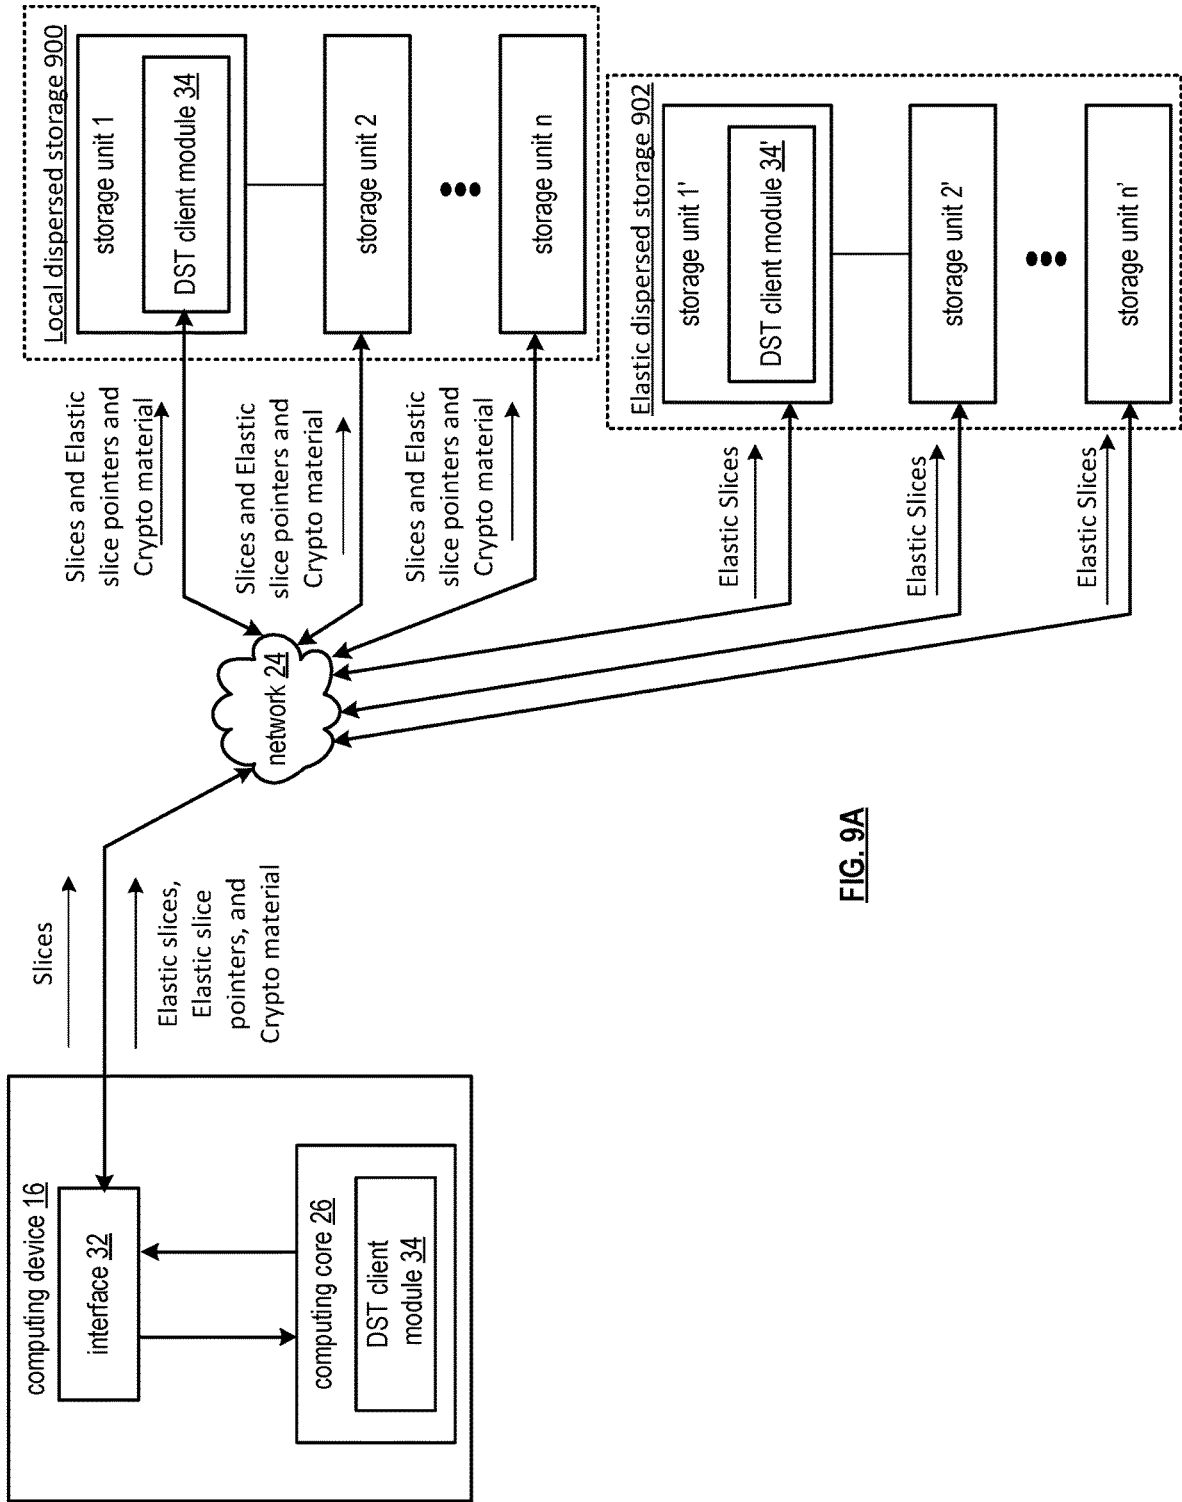 computing device 16
interface 32
computing core 26
DST client
module 34
Slices
Elastic slices,
Elastic slice
pointers, and
Crypto material
network 24
Slices and Elastic
slice pointers and
Crypto material
Slices and Elastic
slice pointers and
Crypto material
Slices and Elastic
slice pointers and
Crypto material
Elastic Slices
Elastic Slices
Elastic Slices
Local dispersed storage 900
storage unit 1
DST client module 34
storage unit 2
storage unit n
Elastic dispersed storage 902
storage unit 1'
DST client module 34'
storage unit 2'
storage unit n'
FIG. 9A